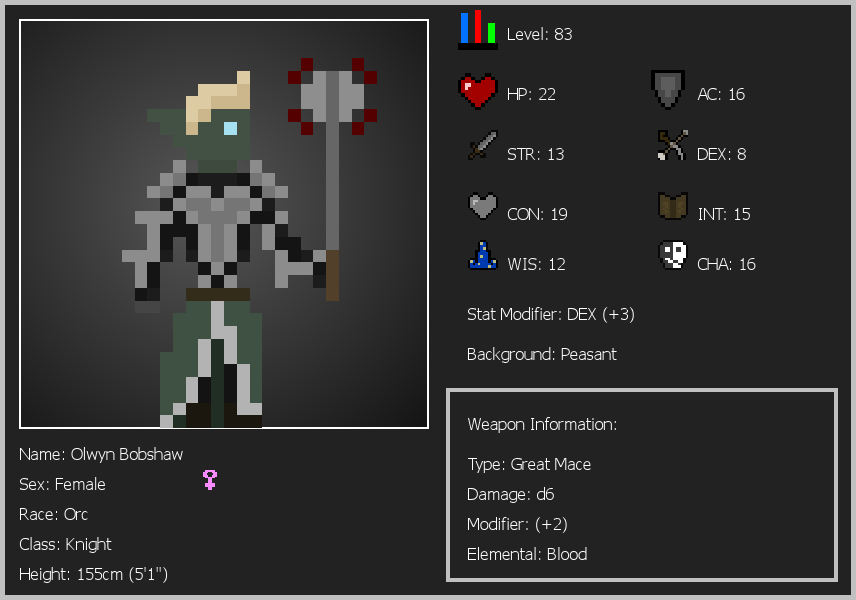 Level: 83
HP: 22
AC: 16
STR: 13
DEX: 8
CON: 19
INT: 15
WIS: 12
CHA: 16
Stat Modifier: DEX (+3)
Background: Peasant
Weapon Information:
Type: Great Mace
Damage: d6
Modifier: (+2)
Elemental: Blood
Name: Olwyn Bobshaw
Sex: Female
Race: Orc
Class: Knight
Height: 155cm (5'1")